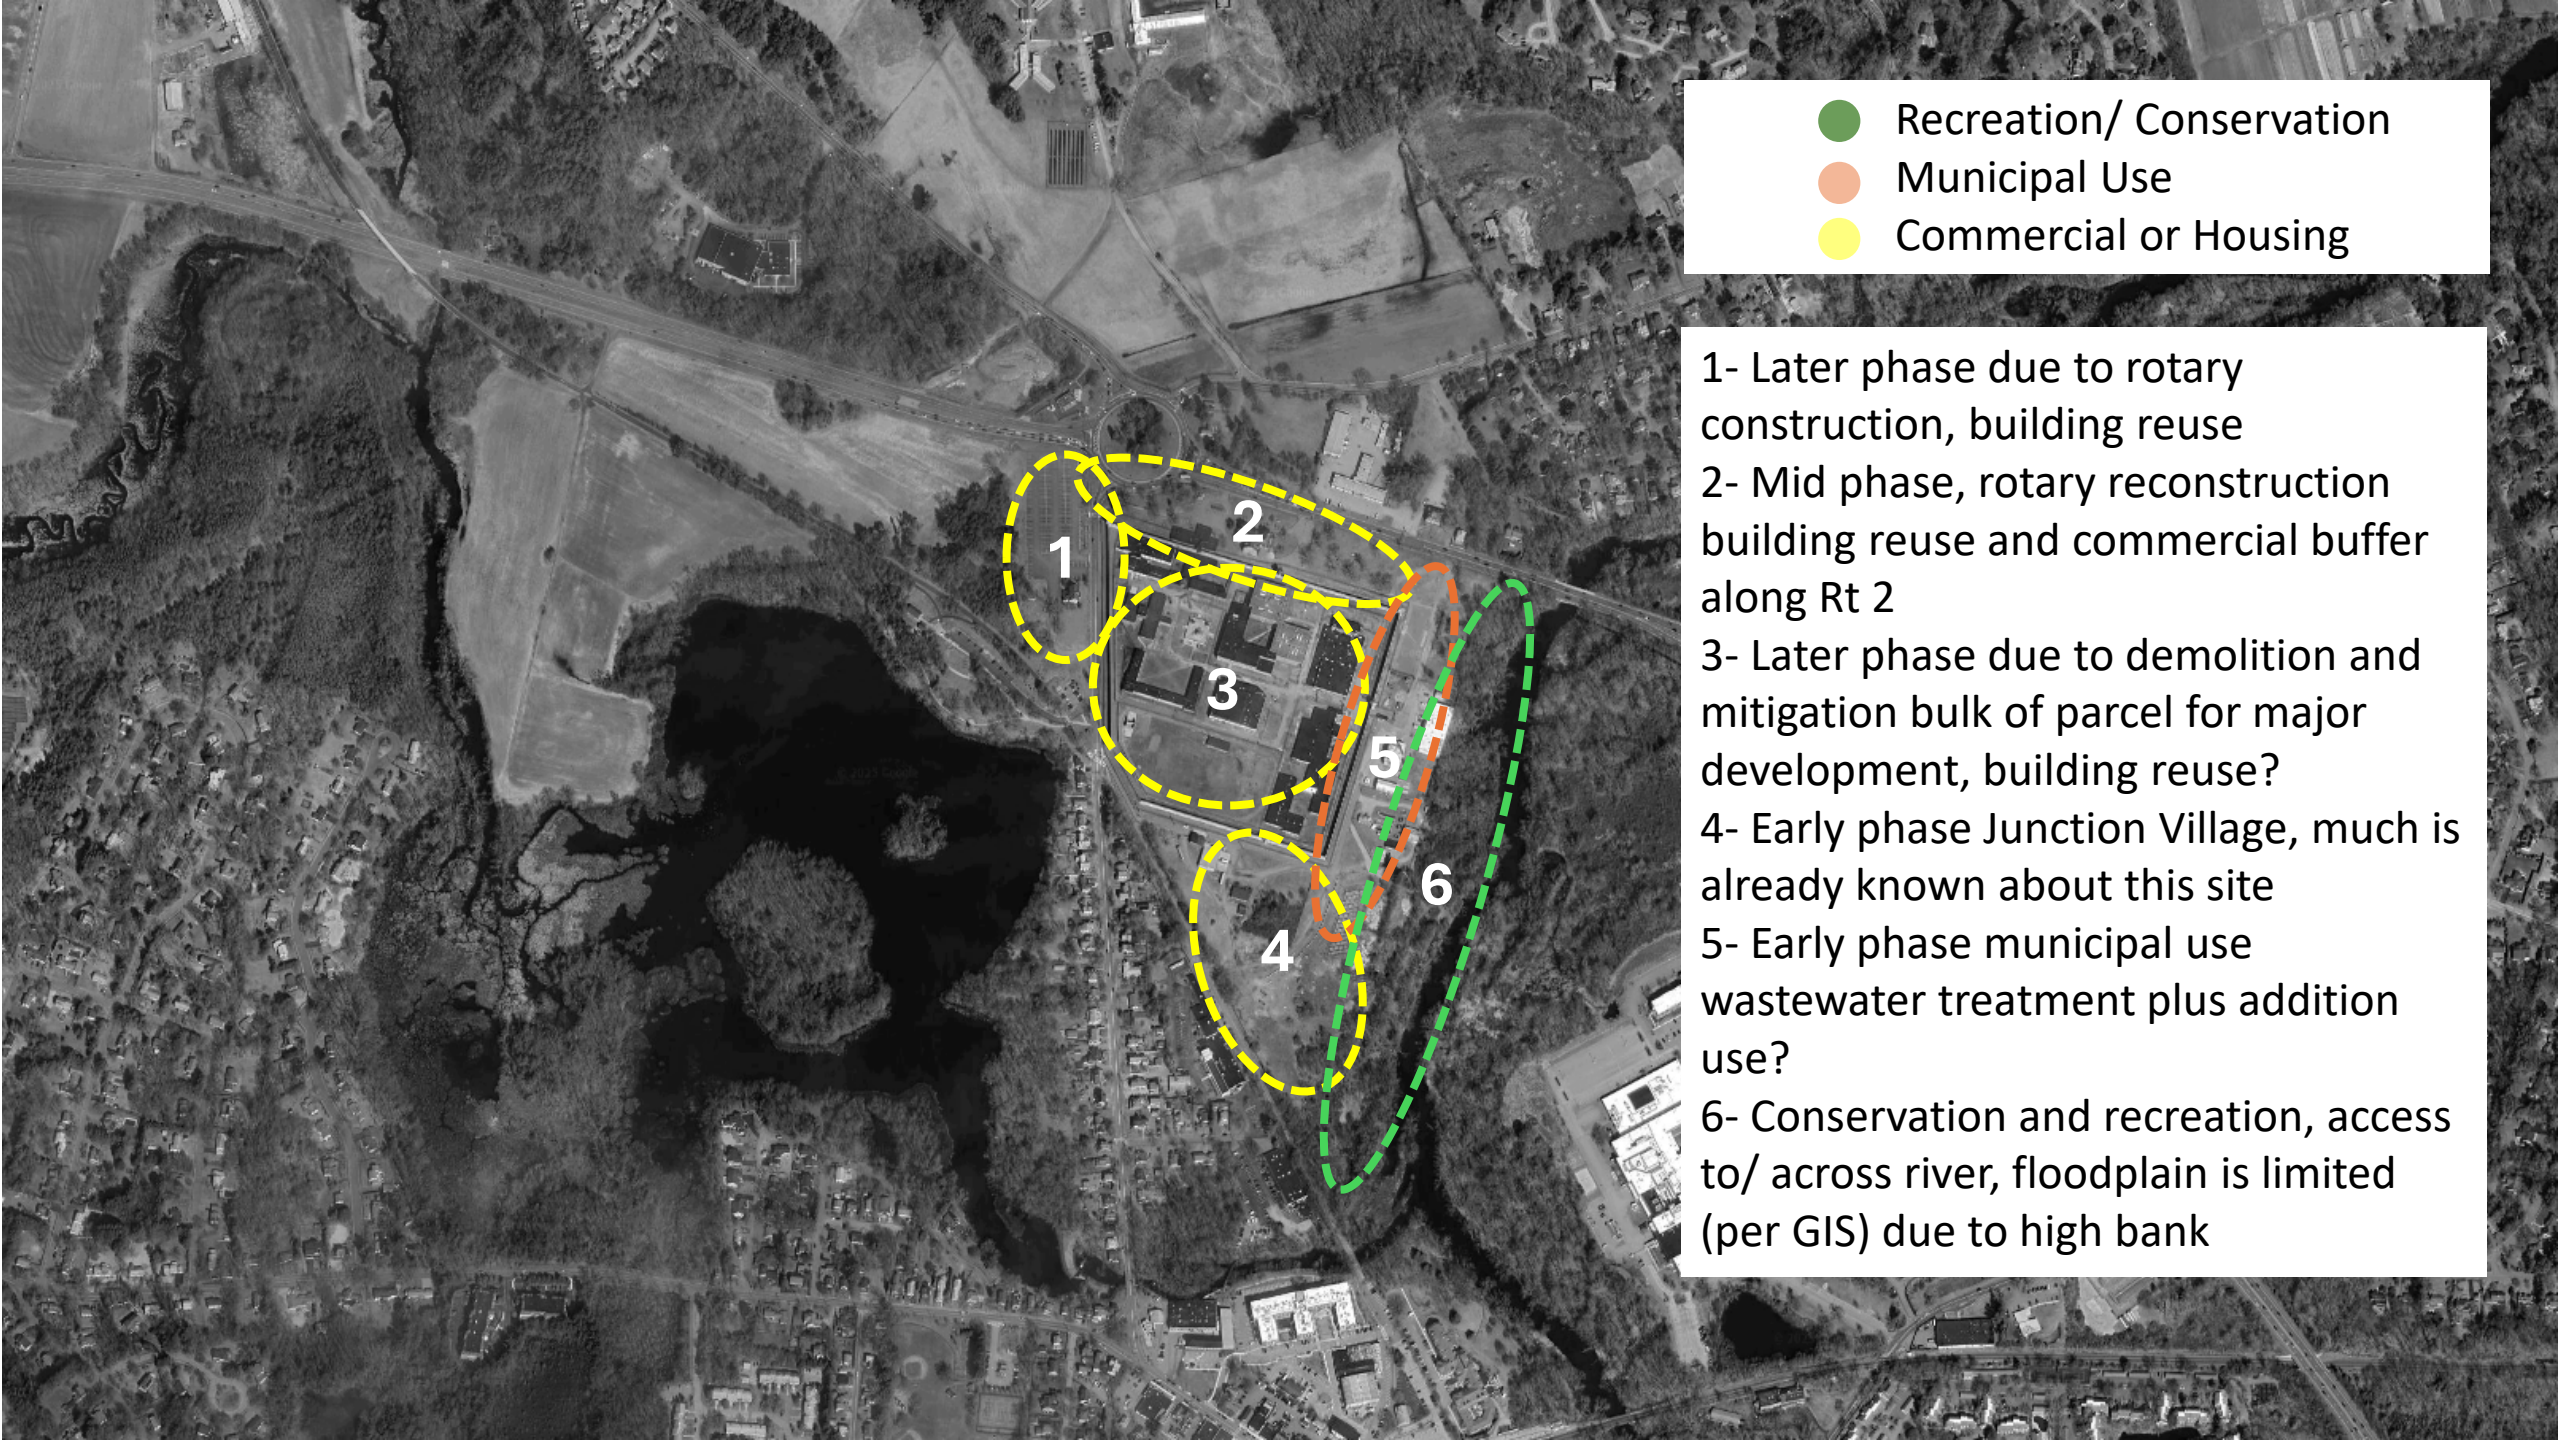 Recreation/ Conservation
Municipal Use
Commercial or Housing
1- Later phase due to rotary
construction, building reuse
2- Mid phase, rotary reconstruction
building reuse and commercial buffer
along Rt 2
3- Later phase due to demolition and
mitigation bulk of parcel for major
development, building reuse?
4- Early phase Junction Village, much is
already known about this site
5- Early phase municipal use
wastewater treatment plus addition
use?
6- Conservation and recreation, access
to/ across river, floodplain is limited
(per GIS) due to high bank
2
1
3
5
6
4
© 2025 Google